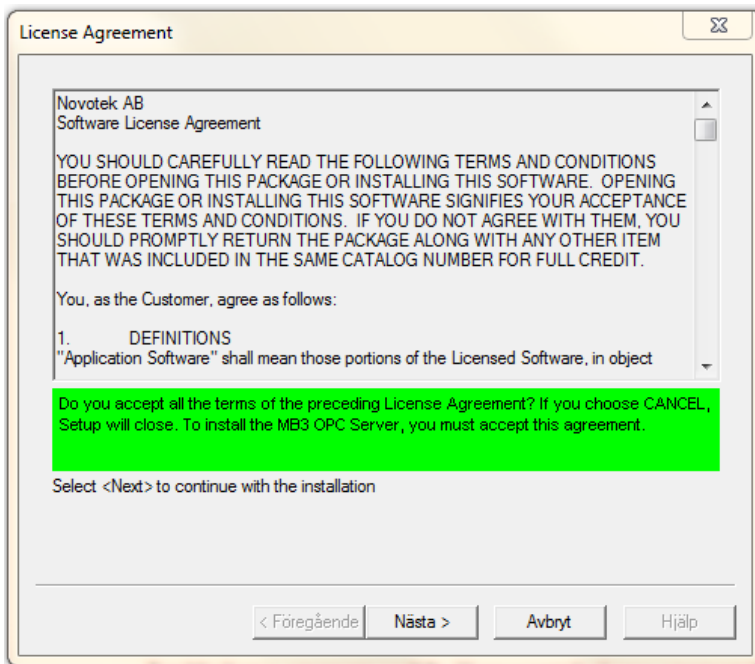 License Agreement
Novotek AB
Software License Agreement
YOU SHOULD CAREFULLY READ THE FOLLOWING TERMS AND CONDITIONS
BEFORE OPENING THIS PACKAGE OR INSTALLING THIS SOFTWARE.  OPENING
THIS PACKAGE OR INSTALLING THIS SOFTWARE SIGNIFIES YOUR ACCEPTANCE
OF THESE TERMS AND CONDITIONS.  IF YOU DO NOT AGREE WITH THEM, YOU
SHOULD PROMPTLY RETURN THE PACKAGE ALONG WITH ANY OTHER ITEM
THAT WAS INCLUDED IN THE SAME CATALOG NUMBER FOR FULL CREDIT.
You, as the Customer, agree as follows:
1. DEFINITIONS
"Application Software" shall mean those portions of the Licensed Software, in object
Do you accept all the terms of the preceding License Agreement? If you choose CANCEL,
Setup will close. To install the MB3 OPC Server, you must accept this agreement.
Select <Next> to continue with the installation
< Föregående Nästa > Avbryt Hjälp